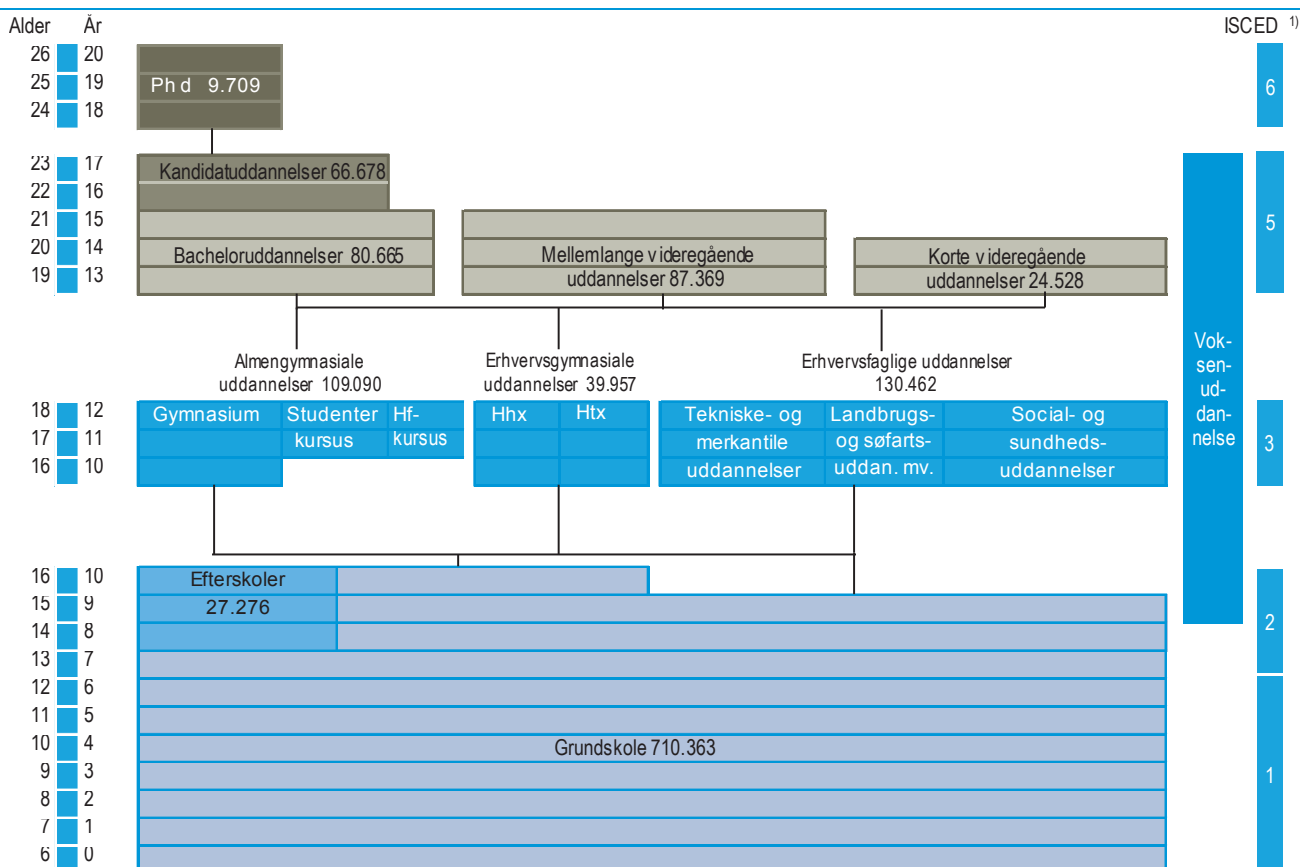 Alder År ISCED 1)
26 20
25 19 Ph d 9.709 6
24 18
23 17 Kandidatuddannelser 66.678
22 16
21 15 5
20 14 Bacheloruddannelser 80.665 Mellemlange videregående Korte videregående
19 13 uddannelser 87.369 uddannelser 24.528
Almengymnasiale Erhvervsgymnasiale Erhvervsfaglige uddannelser
uddannelser 109.090 uddannelser 39.957 130.462
Vok-
sen-
ud-
dan-
nelse
18 12 Gymnasium Studenter Hf- Hhx Htx Tekniske- og Landbrugs- Social- og
17 11 kursus kursus merkantile og søfarts- sundheds- 3
16 10 uddannelser uddan. mv. uddannelser
16 10 Efterskoler
15 9 27.276 2
14 8
13 7
12 6
11 5
10 4 Grundskole 710.363
9 3 1
8 2
7 1
6 0